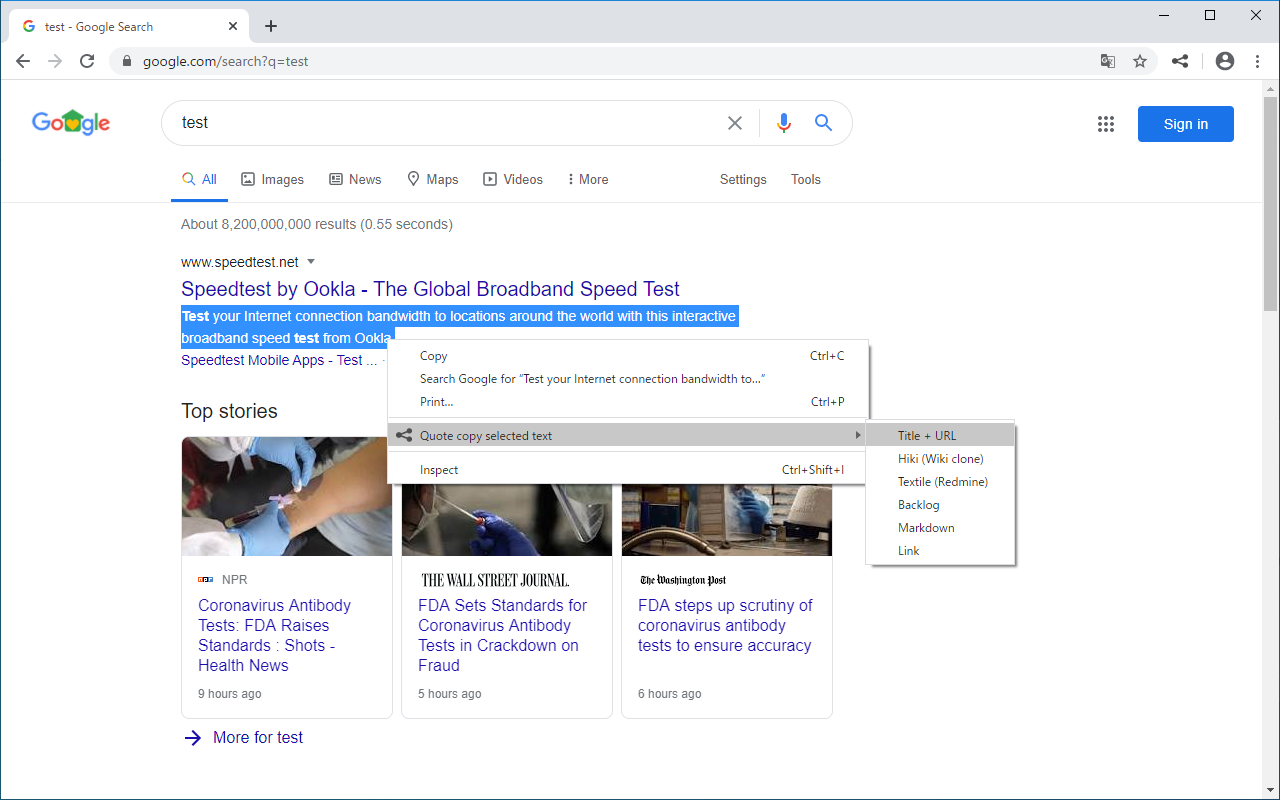 test - Google Search
google.com/search?q=test
Google
test
Sign in
All
Images
News
Maps
Videos
More
Settings
Tools
About 8,200,000,000 results (0.55 seconds)
www.speedtest.net
Speedtest by Ookla - The Global Broadband Speed Test
Test your Internet connection bandwidth to locations around the world with this interactive
broadband speed test from Ookla.
Speedtest Mobile Apps - Test ... ·
Copy Ctrl+C
Search Google for “Test your Internet connection bandwidth to...”
Print... Ctrl+P
Quote copy selected text
Inspect Ctrl+Shift+I
Title + URL
Hiki (Wiki clone)
Textile (Redmine)
Backlog
Markdown
Link
Top stories
npr NPR
Coronavirus Antibody
Tests: FDA Raises
Standards : Shots -
Health News
9 hours ago
THE WALL STREET JOURNAL.
FDA Sets Standards for
Coronavirus Antibody
Tests in Crackdown on
Fraud
5 hours ago
The Washington Post
FDA steps up scrutiny of
coronavirus antibody
tests to ensure accuracy
6 hours ago
More for test